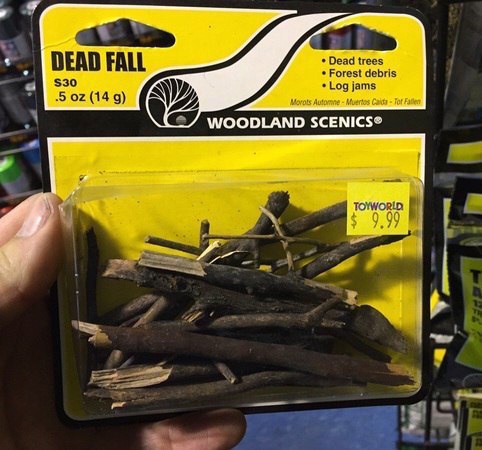 DEAD FALL
S30
.5 oz (14 g)
• Dead trees
• Forest debris
• Log jams
Morots Automne - Muertos Caida - Tot Fallen
WOODLAND SCENICS®
TOYWORLD
$ 9.99